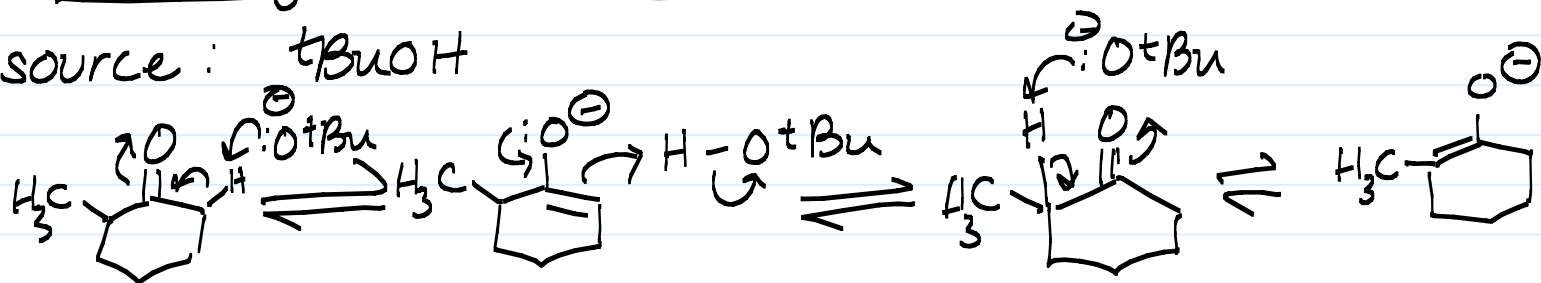 source: tBuOH
⊖
:OtBu
H
O
⊖
:OtBu
H
H₃C
:O⊖
H₃C
H–OtBu
H
O
H₃C
O⊖
H₃C